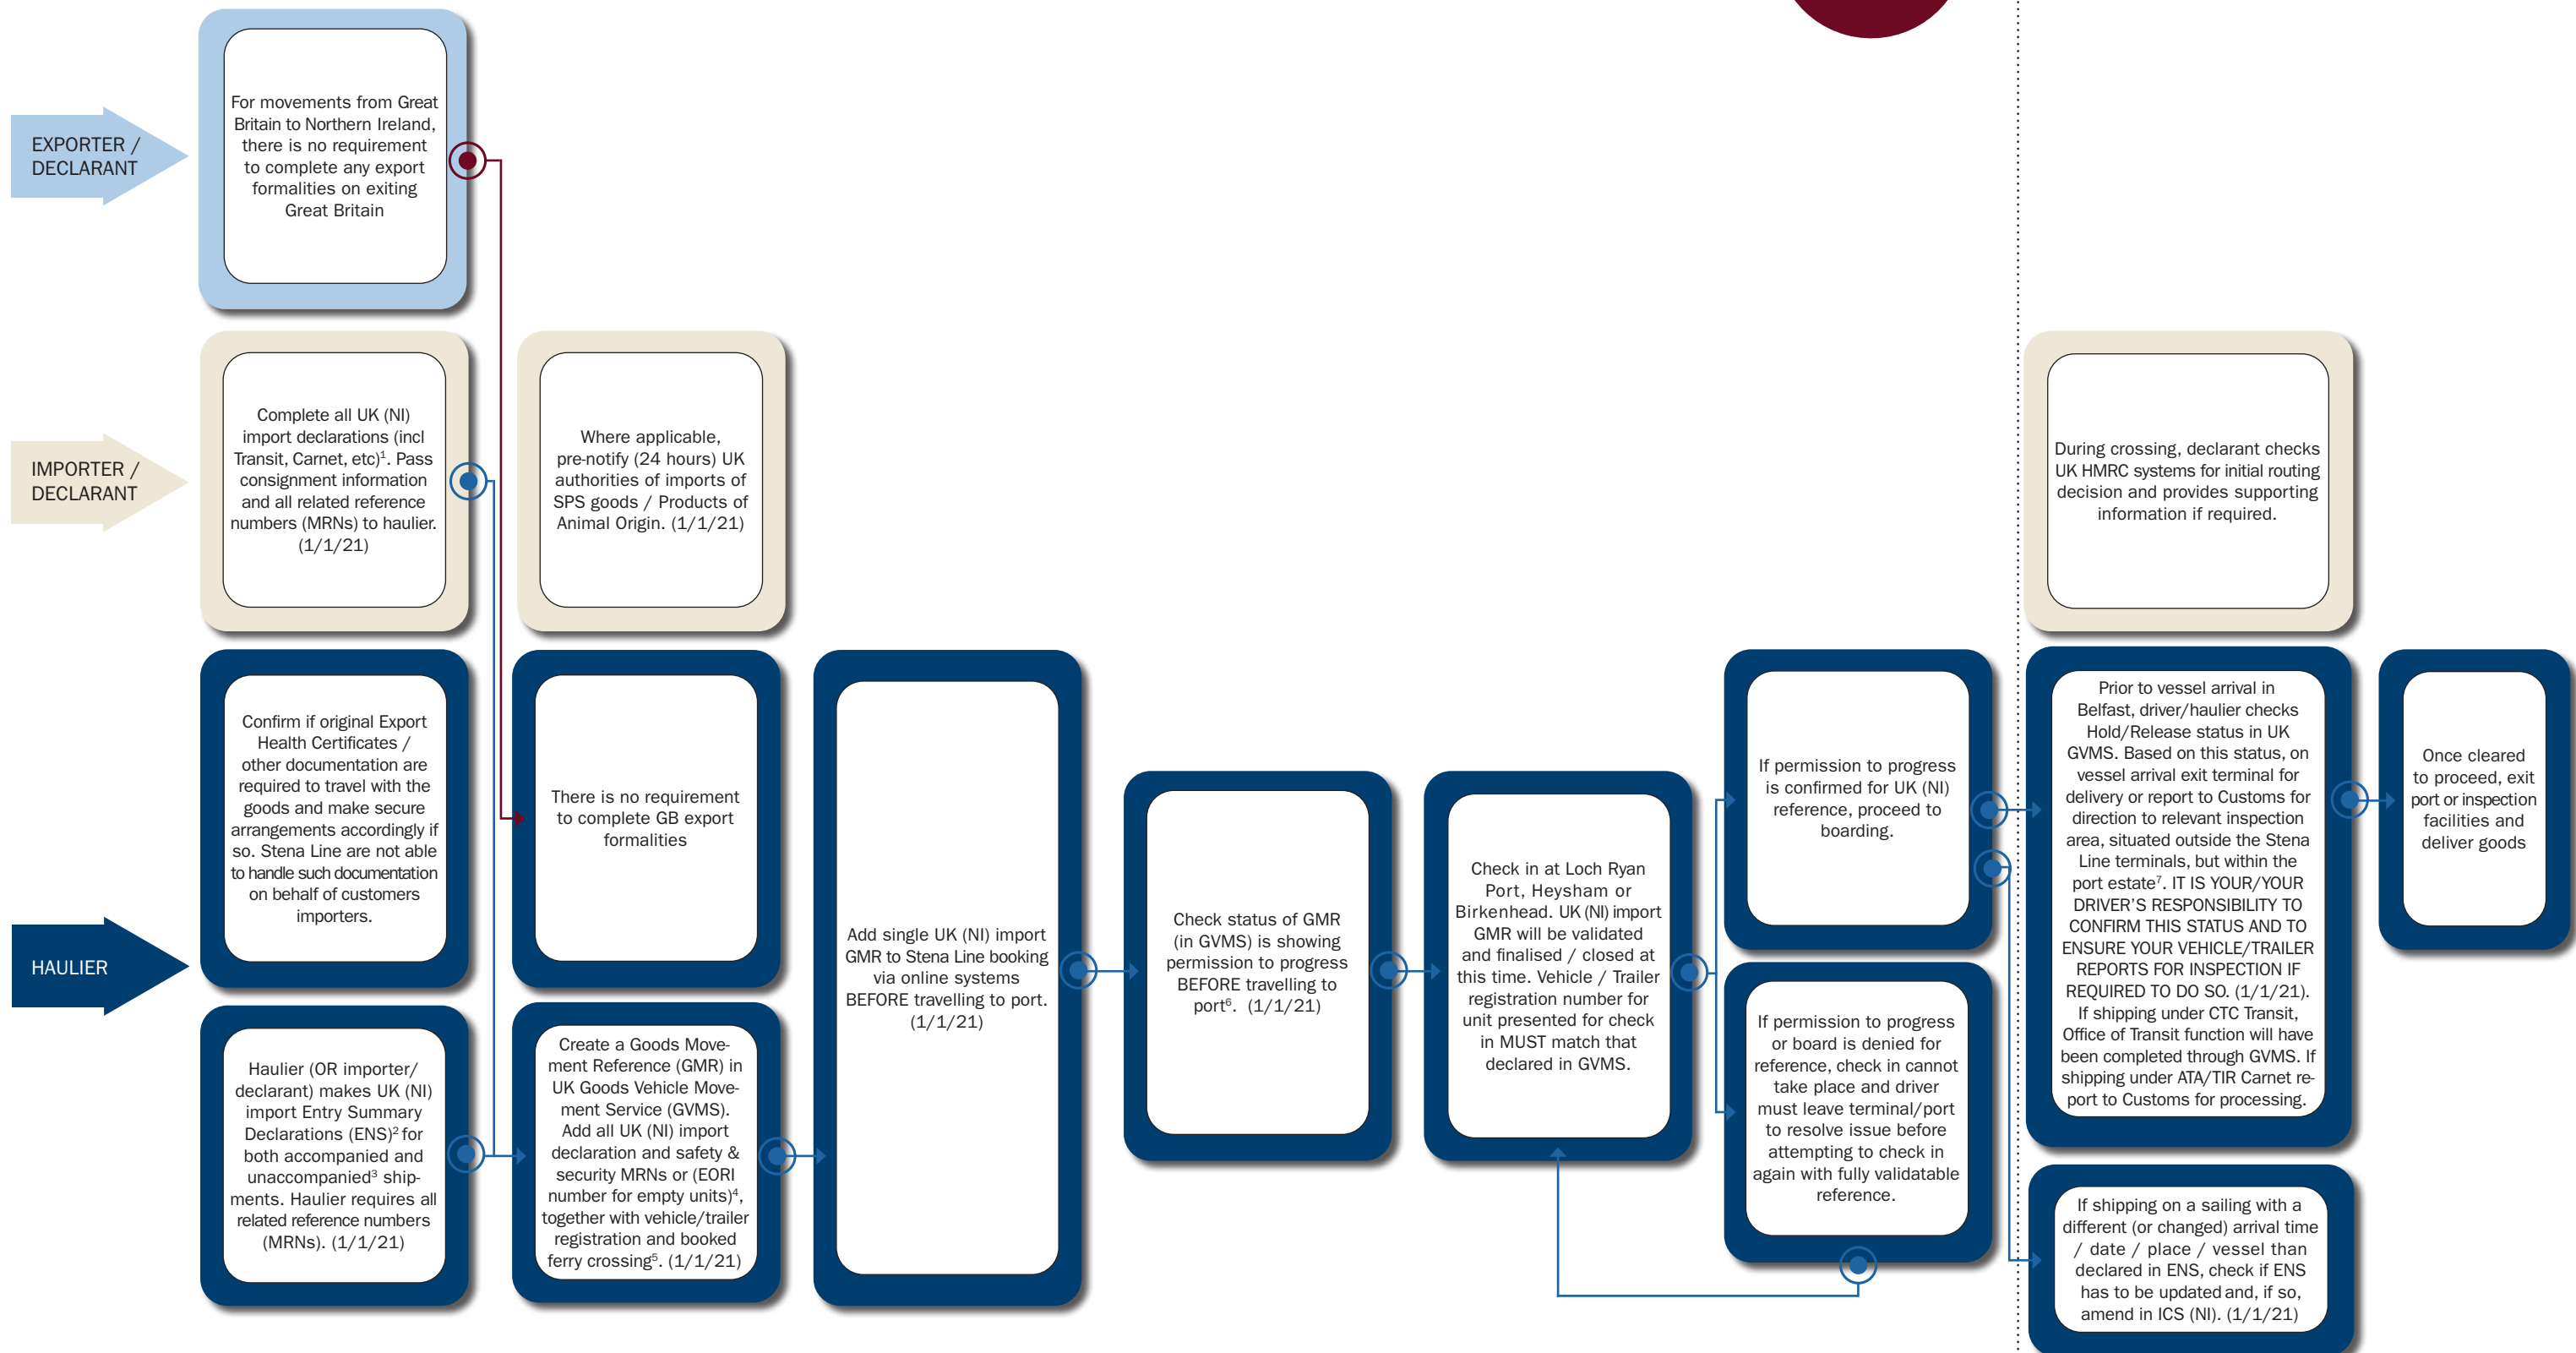 EXPORTER /
DECLARANT
For movements from Great
Britain to Northern Ireland,
there is no requirement
to complete any export
formalities on exiting
Great Britain
IMPORTER /
DECLARANT
Complete all UK (NI)
import declarations (incl
Transit, Carnet, etc)¹. Pass
consignment information
and all related reference
numbers (MRNs) to haulier.
(1/1/21)
Where applicable,
pre-notify (24 hours) UK
authorities of imports of
SPS goods / Products of
Animal Origin. (1/1/21)
During crossing, declarant checks
UK HMRC systems for initial routing
decision and provides supporting
information if required.
HAULIER
Confirm if original Export
Health Certificates /
other documentation are
required to travel with the
goods and make secure
arrangements accordingly if
so. Stena Line are not able
to handle such documentation
on behalf of customers
importers.
Haulier (OR importer/
declarant) makes UK (NI)
import Entry Summary
Declarations (ENS)² for
both accompanied and
unaccompanied³ ship-
ments. Haulier requires all
related reference numbers
(MRNs). (1/1/21)
There is no requirement
to complete GB export
formalities
Create a Goods Move-
ment Reference (GMR) in
UK Goods Vehicle Move-
ment Service (GVMS).
Add all UK (NI) import
declaration and safety &
security MRNs or (EORI
number for empty units)⁴,
together with vehicle/trailer
registration and booked
ferry crossing⁵. (1/1/21)
Add single UK (NI) import
GMR to Stena Line booking
via online systems
BEFORE travelling to port.
(1/1/21)
Check status of GMR
(in GVMS) is showing
permission to progress
BEFORE travelling to
port⁶. (1/1/21)
Check in at Loch Ryan
Port, Heysham or
Birkenhead. UK (NI) import
GMR will be validated
and finalised / closed at
this time. Vehicle / Trailer
registration number for
unit presented for check
in MUST match that
declared in GVMS.
If permission to progress
is confirmed for UK (NI)
reference, proceed to
boarding.
If permission to progress
or board is denied for
reference, check in cannot
take place and driver
must leave terminal/port
to resolve issue before
attempting to check in
again with fully validatable
reference.
Prior to vessel arrival in
Belfast, driver/haulier checks
Hold/Release status in UK
GVMS. Based on this status, on
vessel arrival exit terminal for
delivery or report to Customs for
direction to relevant inspection
area, situated outside the Stena
Line terminals, but within the
port estate⁷. IT IS YOUR/YOUR
DRIVER'S RESPONSIBILITY TO
CONFIRM THIS STATUS AND TO
ENSURE YOUR VEHICLE/TRAILER
REPORTS FOR INSPECTION IF
REQUIRED TO DO SO. (1/1/21).
If shipping under CTC Transit,
Office of Transit function will have
been completed through GVMS. If
shipping under ATA/TIR Carnet re-
port to Customs for processing.
If shipping on a sailing with a
different (or changed) arrival time
/ date / place / vessel than
declared in ENS, check if ENS
has to be updated and, if so,
amend in ICS (NI). (1/1/21)
Once cleared
to proceed, exit
port or inspection
facilities and
deliver goods